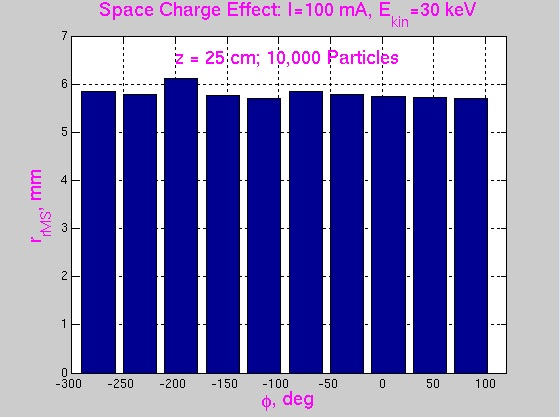 Space Charge Effect: I=100 mA, E_kin=30 keV
z = 25 cm; 10,000 Particles
r_rMS, mm
7
6
5
4
3
2
1
0
-300 -250 -200 -150 -100 -50 0 50 100
ϕ, deg